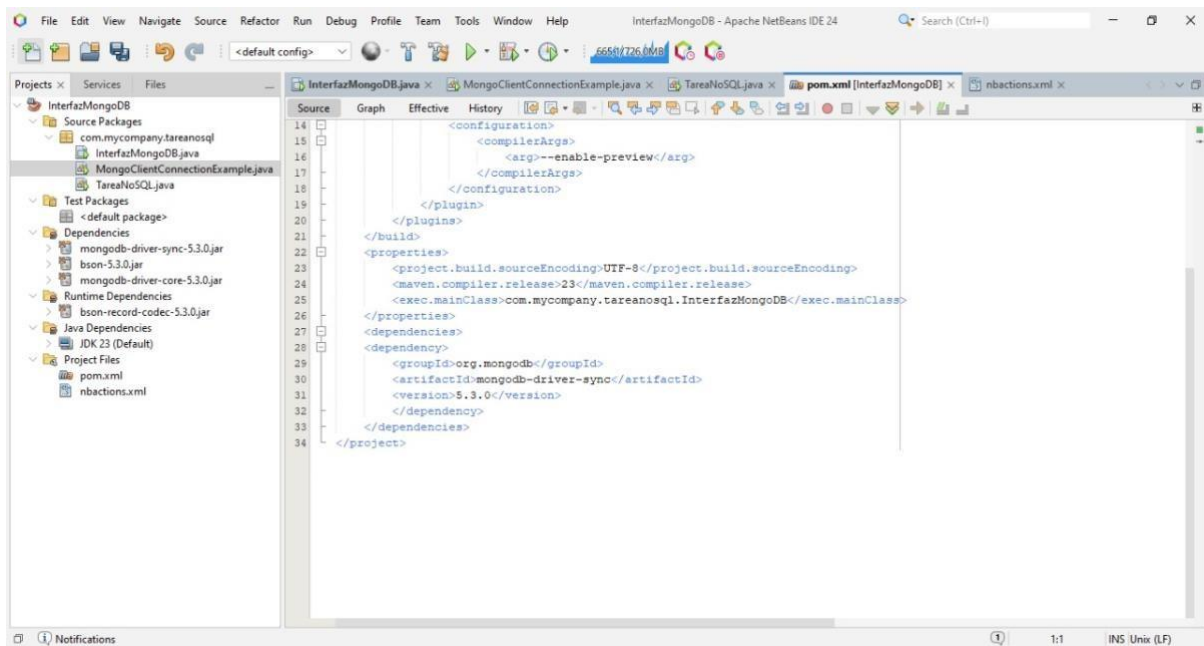 File Edit View Navigate Source Refactor Run Debug Profile Team Tools Window Help
InterfazMongoDB - Apache NetBeans IDE 24
Search (Ctrl+I)
<default config>
Projects
Services
Files
InterfazMongoDB
Source Packages
com.mycompany.tareanosql
InterfazMongoDB.java
MongoClientConnectionExample.java
TareaNoSQL.java
Test Packages
<default package>
Dependencies
mongodb-driver-sync-5.3.0.jar
bson-5.3.0.jar
mongodb-driver-core-5.3.0.jar
Runtime Dependencies
bson-record-codec-5.3.0.jar
Java Dependencies
JDK 23 (Default)
Project Files
pom.xml
nbactions.xml
InterfazMongoDB.java
MongoClientConnectionExample.java
TareaNoSQL.java
pom.xml [InterfazMongoDB]
nbactions.xml
Source Graph Effective History
14 <configuration>
15 <compilerArgs>
16 <arg>--enable-preview</arg>
17 </compilerArgs>
18 </configuration>
19 </plugin>
20 </plugins>
21 </build>
22 <properties>
23 <project.build.sourceEncoding>UTF-8</project.build.sourceEncoding>
24 <maven.compiler.release>23</maven.compiler.release>
25 <exec.mainClass>com.mycompany.tareanosql.InterfazMongoDB</exec.mainClass>
26 </properties>
27 <dependencies>
28 <dependency>
29 <groupId>org.mongodb</groupId>
30 <artifactId>mongodb-driver-sync</artifactId>
31 <version>5.3.0</version>
32 </dependency>
33 </dependencies>
34 </project>
Notifications
1
1:1
INS
Unix (LF)